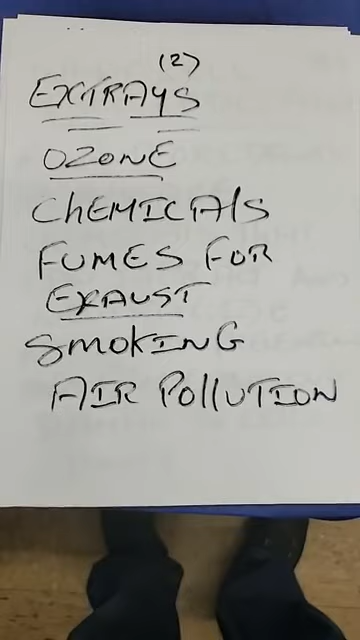 (2)
EXTRAYS
OZONE
CHEMICAls
FUMES FOR
EXAUST
SMOKING
AIR POllUTION